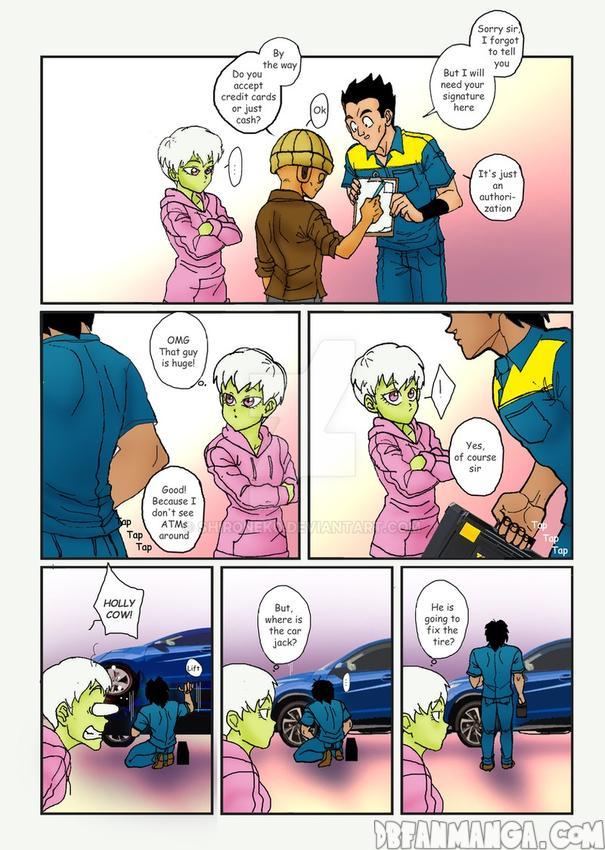 Sorry sir,
I forgot
to tell
you
But I will
need your
signature
here
It's just
an
authori-
zation
Ok
By
the way
Do you
accept
credit cards
or just
cash?
...
Yes,
of course
sir
!
Tap
Tap
Tap
OMG
That guy
is huge!
Good!
Because I
don't see
ATMs
around
Tap
Tap
Tap
He is
going to
fix the
tire?
But,
where is
the car
jack?
...
Lift
HOLLY
COW!
DBFANMANGA.COM